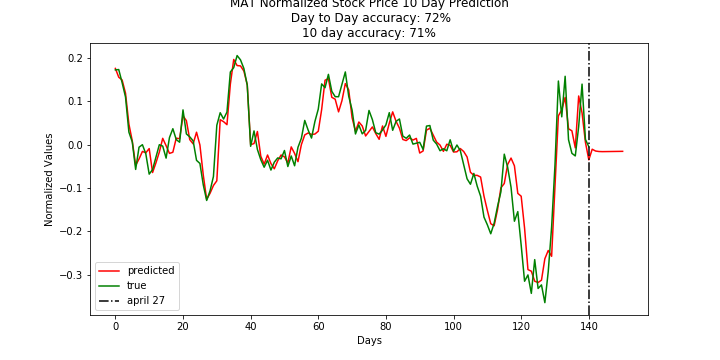 MAT Normalized Stock Price 10 Day Prediction
Day to Day accuracy: 72%
10 day accuracy: 71%
Normalized Values
0.2
0.1
0.0
−0.1
−0.2
−0.3
predicted
true
april 27
0 20 40 60 80 100 120 140
Days